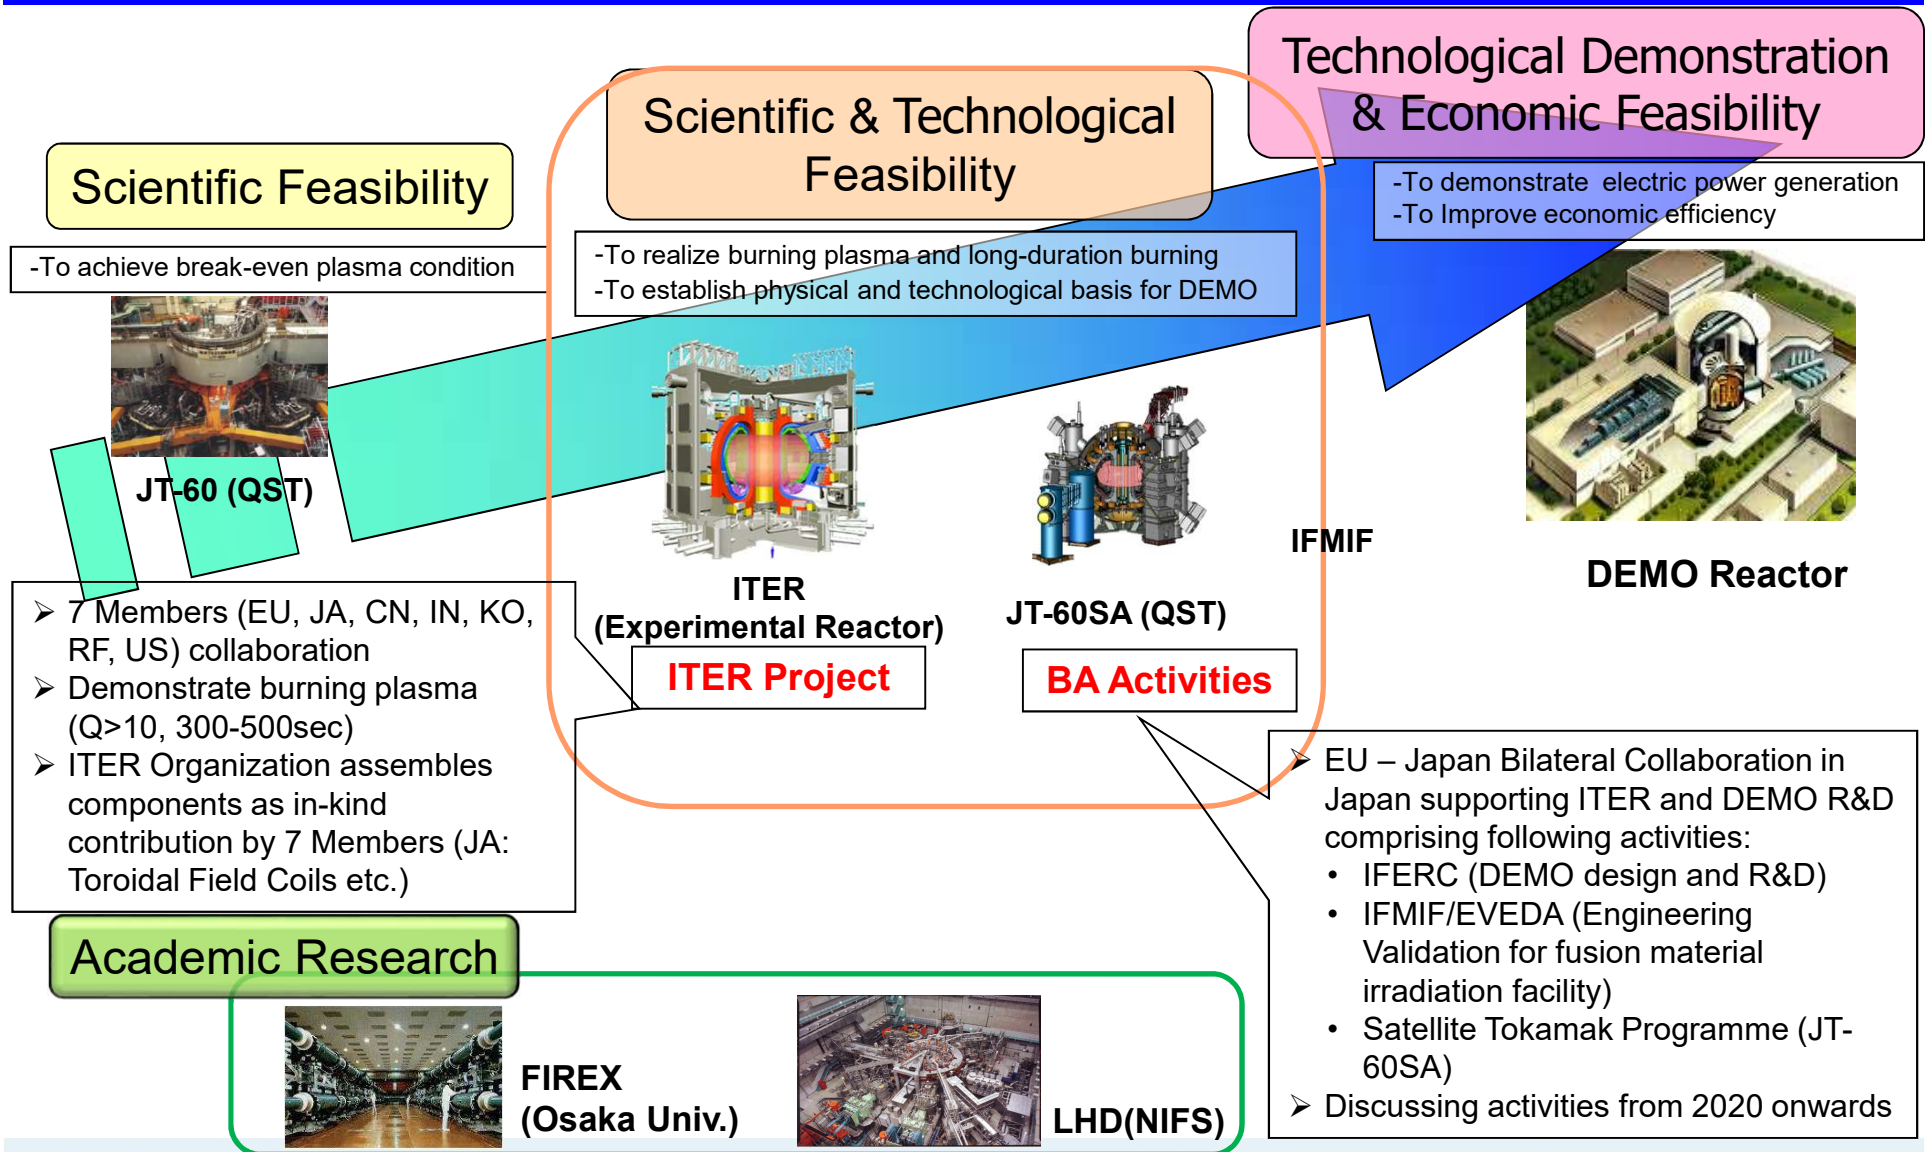 Technological Demonstration
& Economic Feasibility
Scientific & Technological
Feasibility
Scientific Feasibility
-To demonstrate  electric power generation
-To Improve economic efficiency
-To realize burning plasma and long-duration burning
-To establish physical and technological basis for DEMO
-To achieve break-even plasma condition
JT-60 (QST)
ITER
(Experimental Reactor)
ITER Project
JT-60SA (QST)
BA Activities
IFMIF
DEMO Reactor
➢ 7 Members (EU, JA, CN, IN, KO,
RF, US) collaboration
➢ Demonstrate burning plasma
(Q>10, 300-500sec)
➢ ITER Organization assembles
components as in-kind
contribution by 7 Members (JA:
Toroidal Field Coils etc.)
➢ EU – Japan Bilateral Collaboration in
Japan supporting ITER and DEMO R&D
comprising following activities:
• IFERC (DEMO design and R&D)
• IFMIF/EVEDA (Engineering
Validation for fusion material
irradiation facility)
• Satellite Tokamak Programme (JT-
60SA)
➢ Discussing activities from 2020 onwards
Academic Research
FIREX
(Osaka Univ.)
LHD(NIFS)